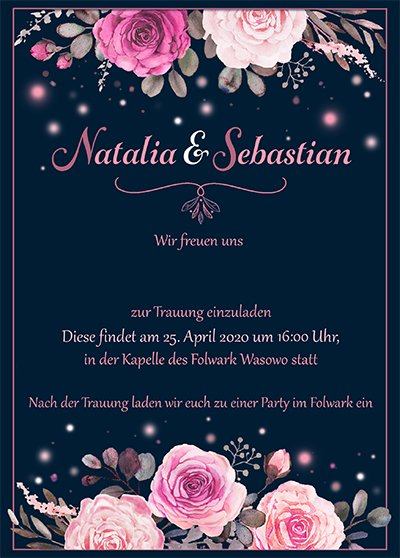 Natalia & Sebastian
Wir freuen uns
zur Trauung einzuladen
Diese findet am 25. April 2020 um 16:00 Uhr,
in der Kapelle des Folwark Wasowo statt
Nach der Trauung laden wir euch zu einer Party im Folwark ein